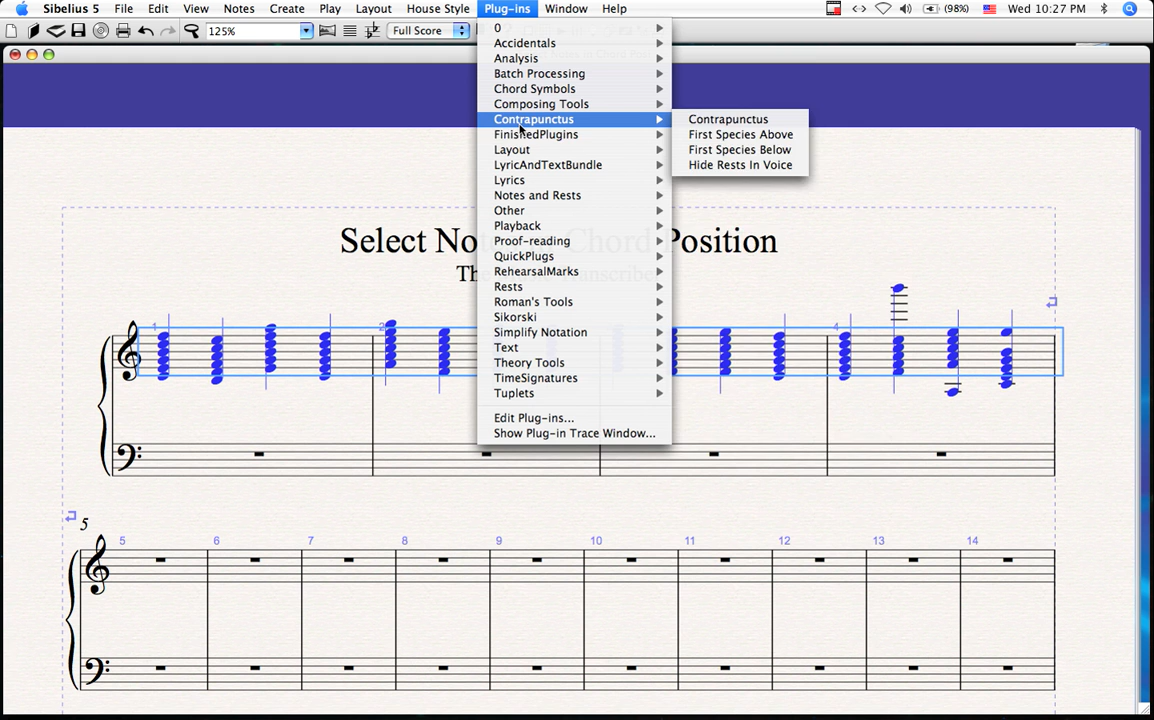 Sibelius 5 File Edit View Notes Create Play Layout House Style Plug-ins Window Help (98%) Wed 10:27 PM
125% Full Score
0
Accidentals
Analysis
Batch Processing
Chord Symbols
Composing Tools
Contrapunctus
FinishedPlugins
Layout
LyricAndTextBundle
Lyrics
Notes and Rests
Other
Playback
Proof-reading
QuickPlugs
RehearsalMarks
Rests
Roman's Tools
Sikorski
Simplify Notation
Text
Theory Tools
TimeSignatures
Tuplets
Edit Plug-ins...
Show Plug-in Trace Window...
Contrapunctus
First Species Above
First Species Below
Hide Rests In Voice
Select Chord Position
1 2 4
5
5 6 7 8 9 10 11 12 13 14